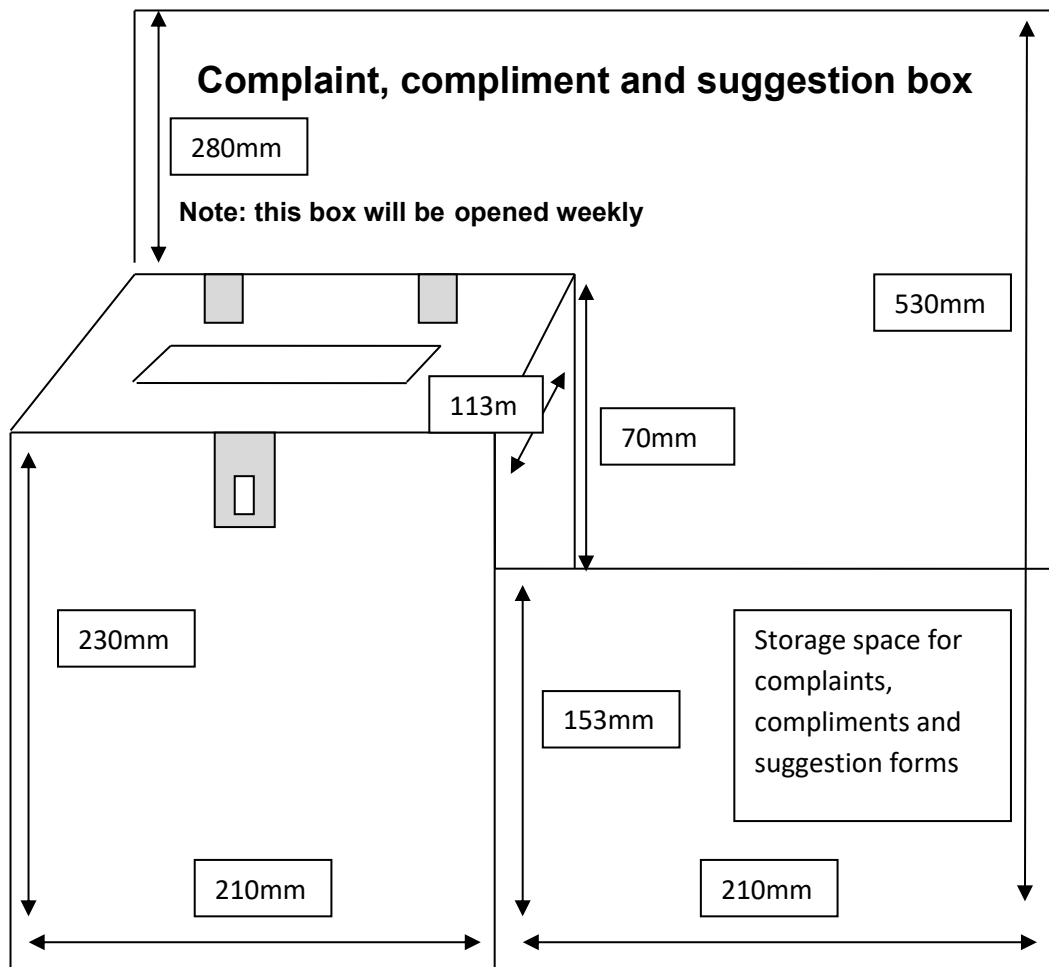 Complaint, compliment and suggestion box
280mm
Note: this box will be opened weekly
530mm
113m
70mm
230mm
Storage space for
complaints,
compliments and
suggestion forms
153mm
210mm
210mm